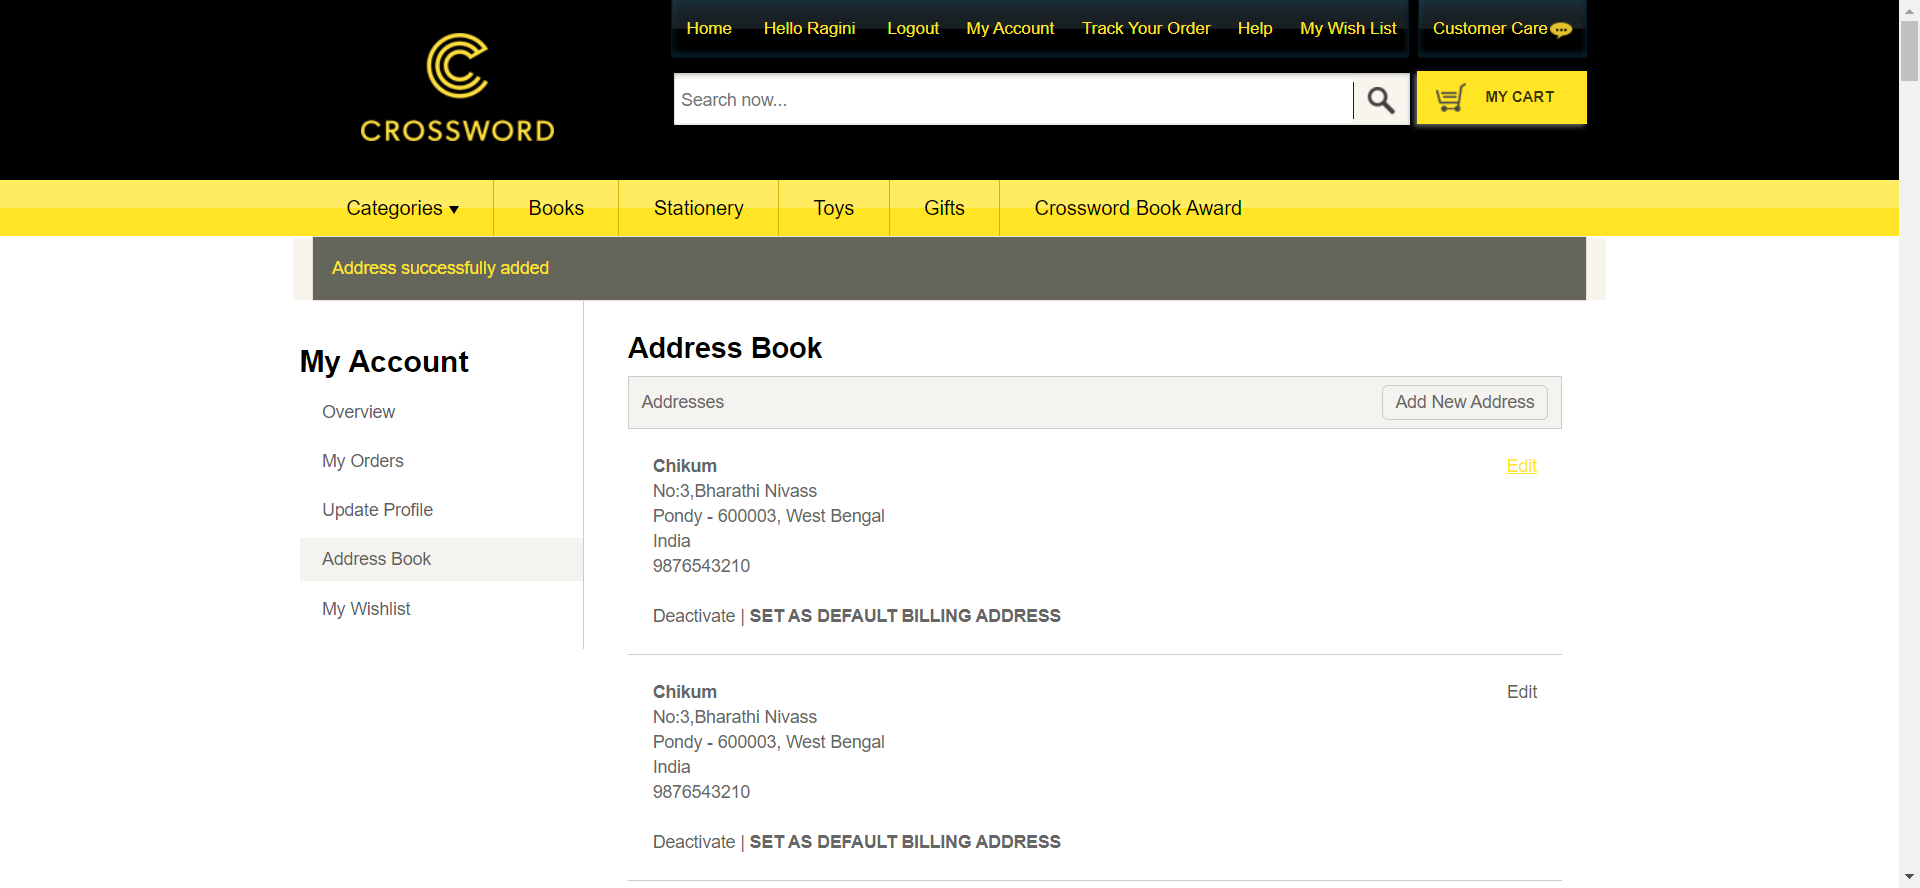 Home Hello Ragini Logout My Account Track Your Order Help My Wish List Customer Care
CROSSWORD
Search now...
MY CART
Categories ▾ Books Stationery Toys Gifts Crossword Book Award
Address successfully added
My Account
Overview
My Orders
Update Profile
Address Book
My Wishlist
Address Book
Addresses Add New Address
Chikum Edit
No:3,Bharathi Nivass
Pondy - 600003, West Bengal
India
9876543210
Deactivate | SET AS DEFAULT BILLING ADDRESS
Chikum Edit
No:3,Bharathi Nivass
Pondy - 600003, West Bengal
India
9876543210
Deactivate | SET AS DEFAULT BILLING ADDRESS